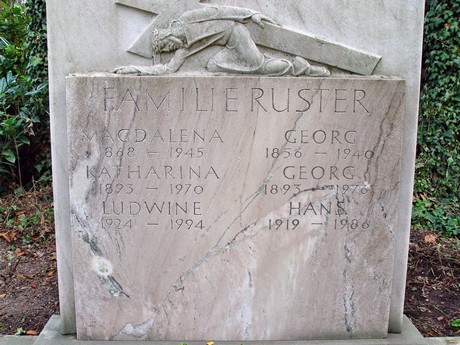 FAMILIE RUSTER
MAGDALENA GEORG
1868 – 1945 1856 – 1940
KATHARINA GEORG
1893 – 1970 1893 – 1976
LUDWINE HANS
1924 – 1994 1919 – 1986